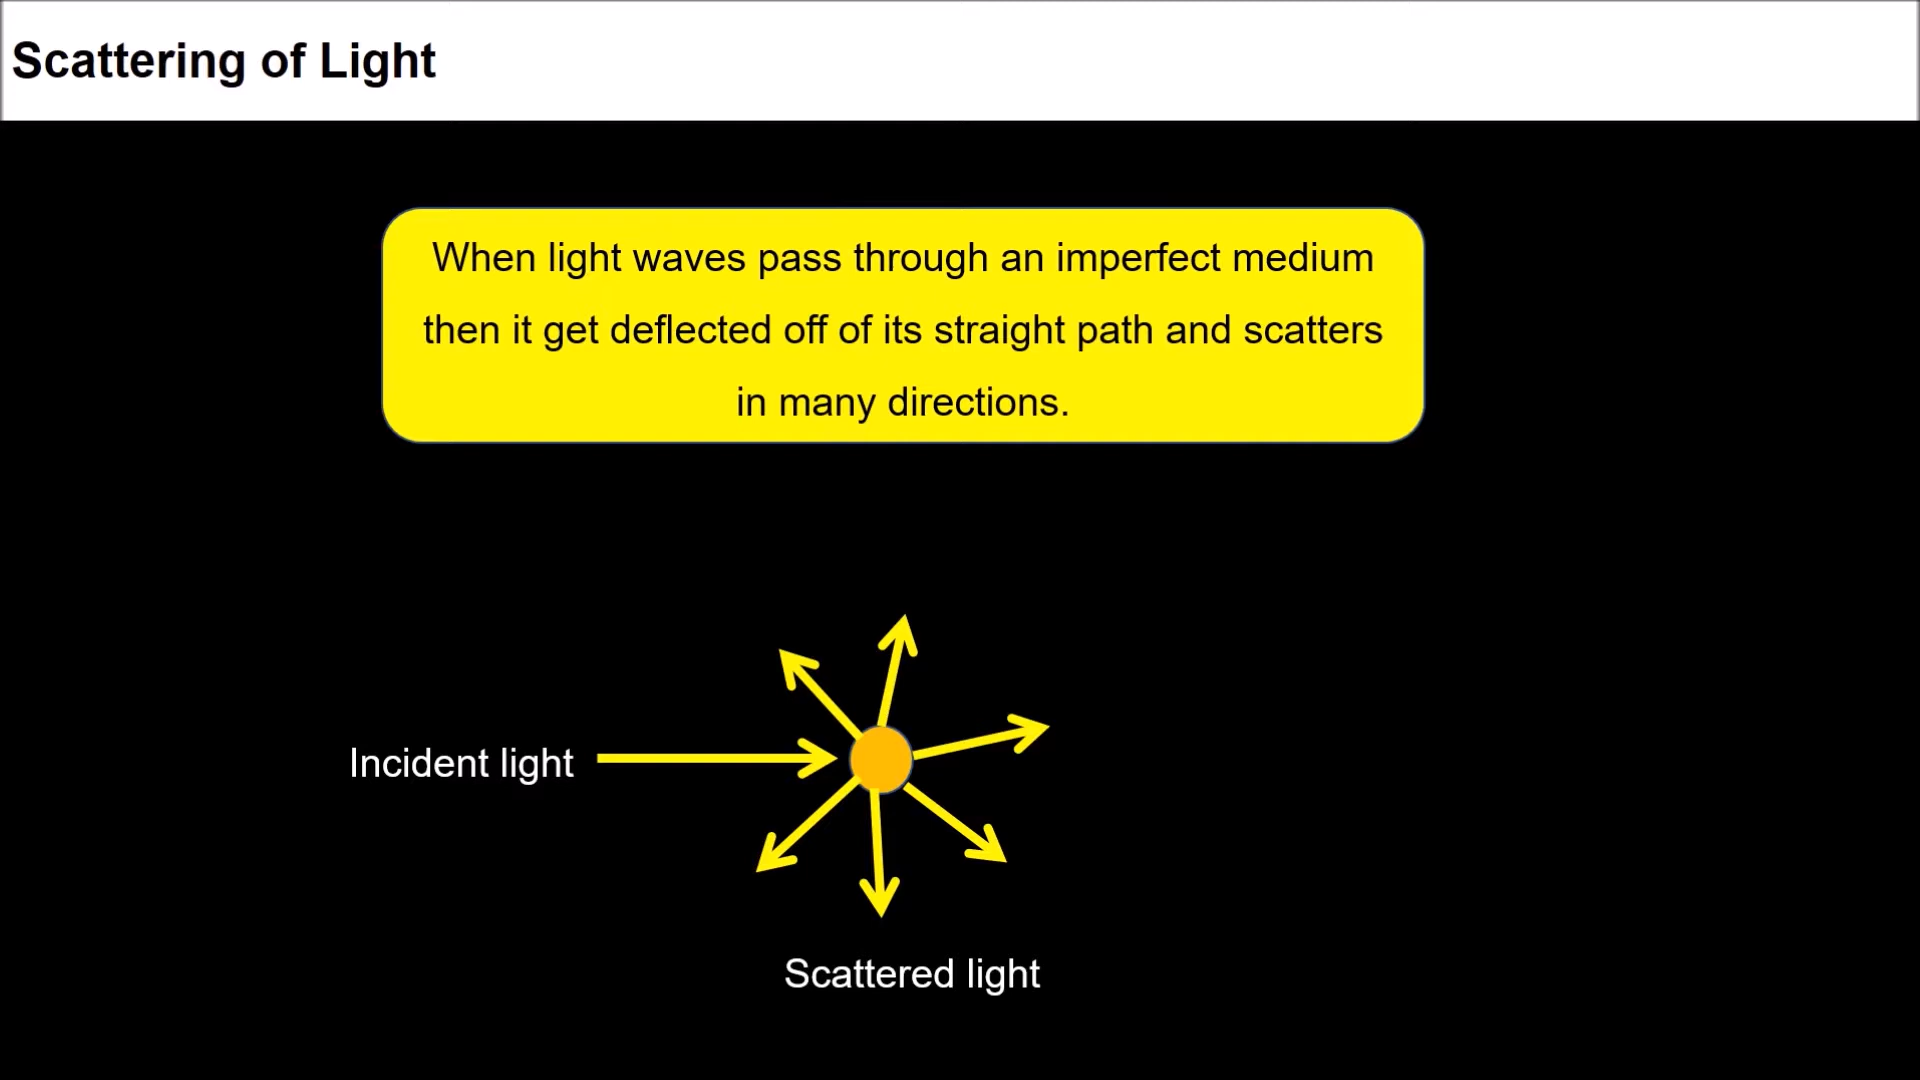 Scattering of Light
When light waves pass through an imperfect medium
then it get deflected off of its straight path and scatters
in many directions.
Incident light
Scattered light